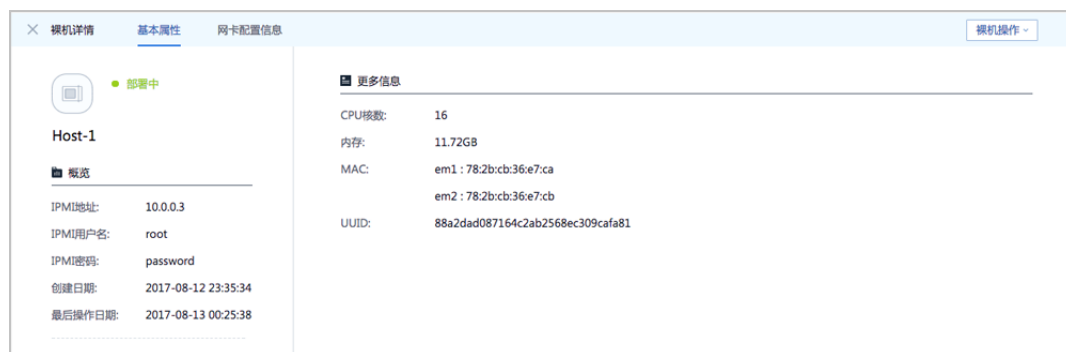 裸机详情 基本属性 网卡配置信息 裸机操作
部署中
Host-1
概览
IPMI地址: 10.0.0.3
IPMI用户名: root
IPMI密码: password
创建日期: 2017-08-12 23:35:34
最后操作日期: 2017-08-13 00:25:38
更多信息
CPU核数: 16
内存: 11.72GB
MAC: em1 : 78:2b:cb:36:e7:ca
em2 : 78:2b:cb:36:e7:cb
UUID: 88a2dad087164c2ab2568ec309cafa81